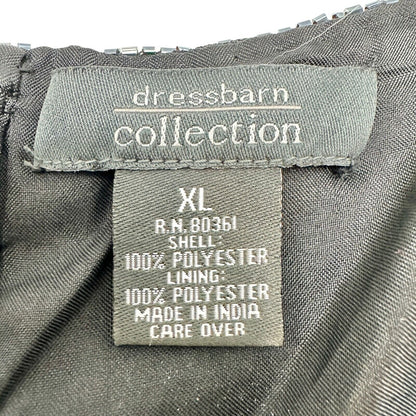 dressbarn
collection
XL
R.N. 80361
SHELL:
100% POLYESTER
LINING:
100% POLYESTER
MADE IN INDIA
CARE OVER